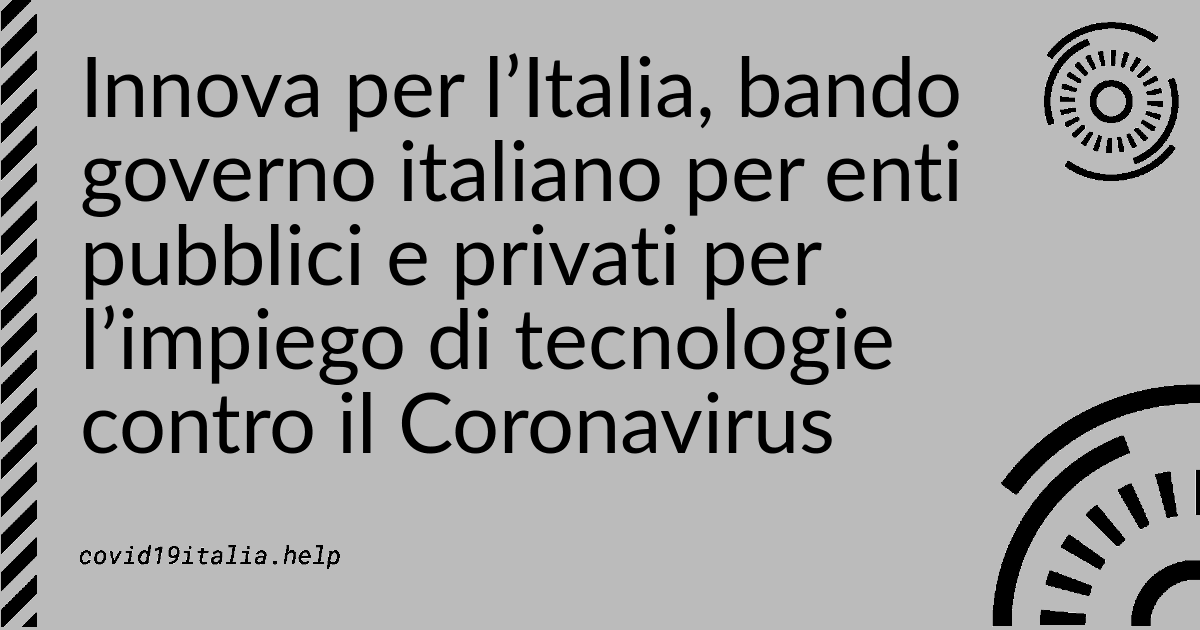 Innova per l’Italia, bando
governo italiano per enti
pubblici e privati per
l’impiego di tecnologie
contro il Coronavirus
covid19italia.help